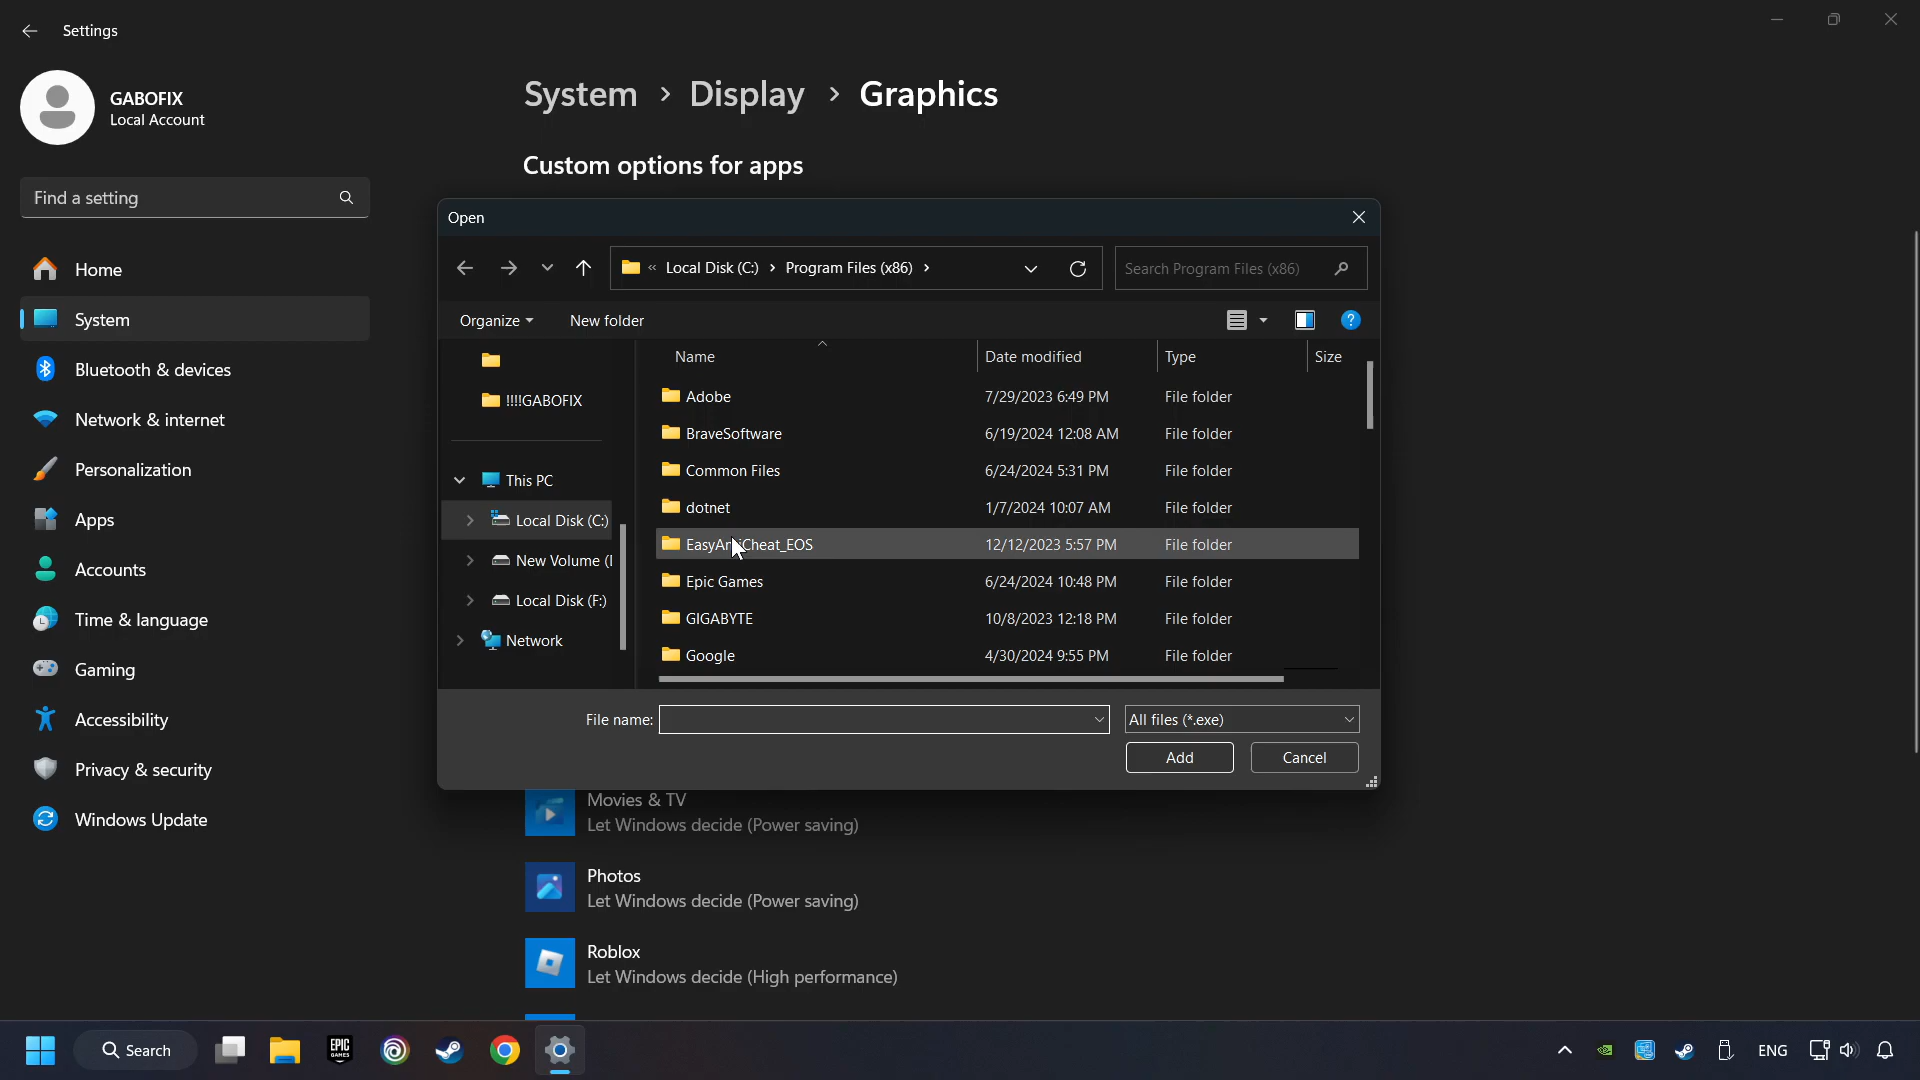 Settings
GABOFIX
Local Account
Find a setting
Home
System
Bluetooth & devices
Network & internet
Personalization
Apps
Accounts
Time & language
Gaming
Accessibility
Privacy & security
Windows Update
System > Display > Graphics
Custom options for apps
Open
« Local Disk (C:) > Program Files (x86) >
Search Program Files (x86)
Organize
New folder
!!!!GABOFIX
This PC
Local Disk (C:)
New Volume (
Local Disk (F:)
Network
Name Date modified Type Size
Adobe 7/29/2023 6:49 PM File folder
BraveSoftware 6/19/2024 12:08 AM File folder
Common Files 6/24/2024 5:31 PM File folder
dotnet 1/7/2024 10:07 AM File folder
EasyAntiCheat_EOS 12/12/2023 5:57 PM File folder
Epic Games 6/24/2024 10:48 PM File folder
GIGABYTE 10/8/2023 12:18 PM File folder
Google 4/30/2024 9:55 PM File folder
File name:
All files (*.exe)
Add
Cancel
Movies & TV
Let Windows decide (Power saving)
Photos
Let Windows decide (Power saving)
Roblox
Let Windows decide (High performance)
Search
EPIC
GAMES
ENG